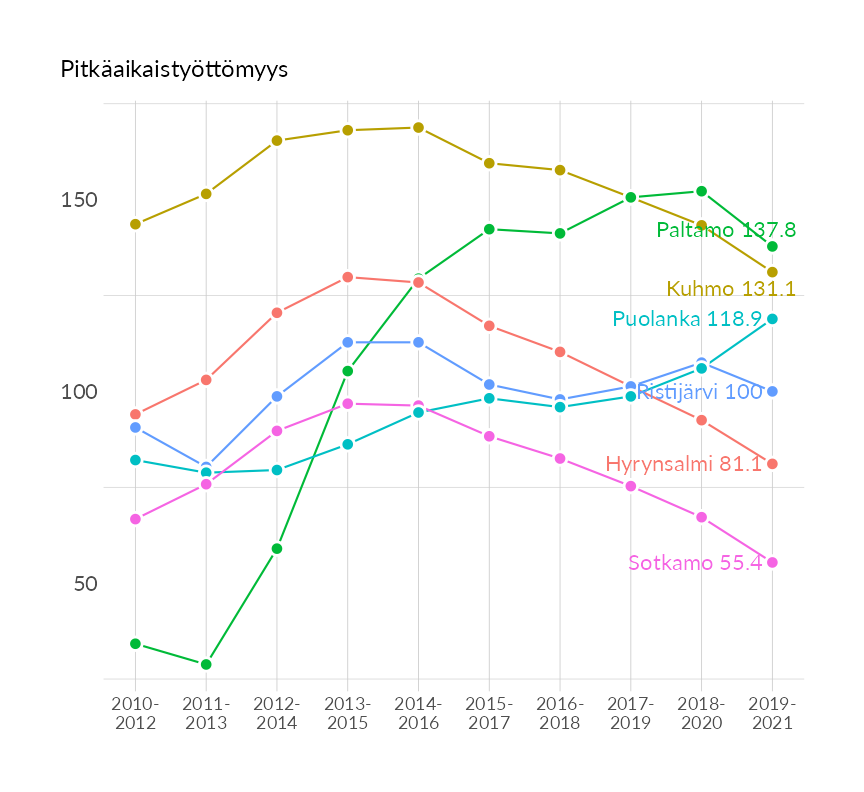 Pitkäaikaistyöttömyys
150
100
50
Paltamo 137.8
Kuhmo 131.1
Puolanka 118.9
Ristijärvi 100
Hyrynsalmi 81.1
Sotkamo 55.4
2010- 2011- 2012- 2013- 2014- 2015- 2016- 2017- 2018- 2019-
2012 2013 2014 2015 2016 2017 2018 2019 2020 2021